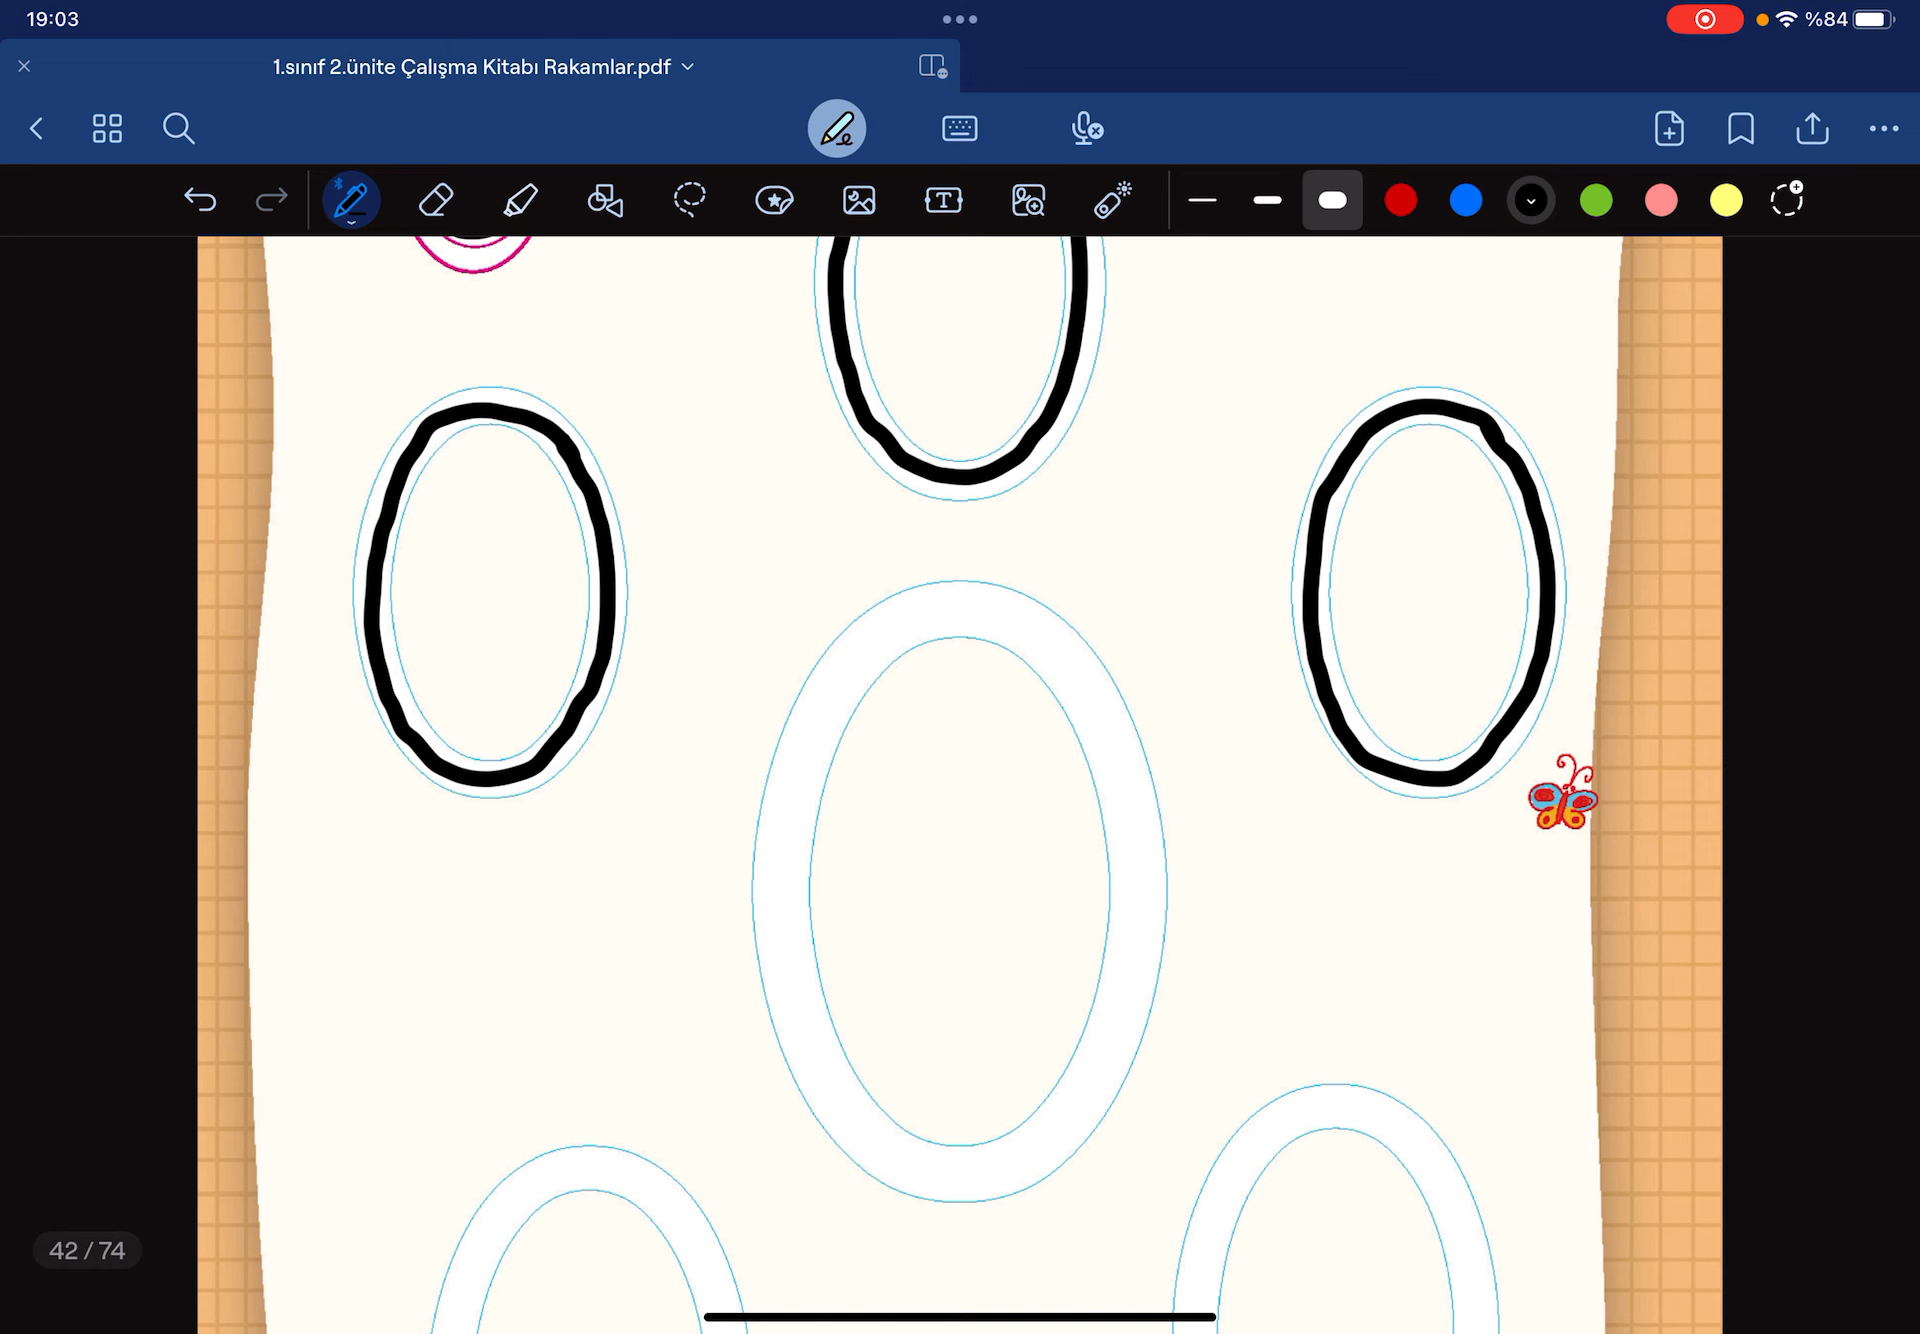 19:03
%84
1.sınıf 2.ünite Çalışma Kitabı Rakamlar.pdf
T
42 / 74